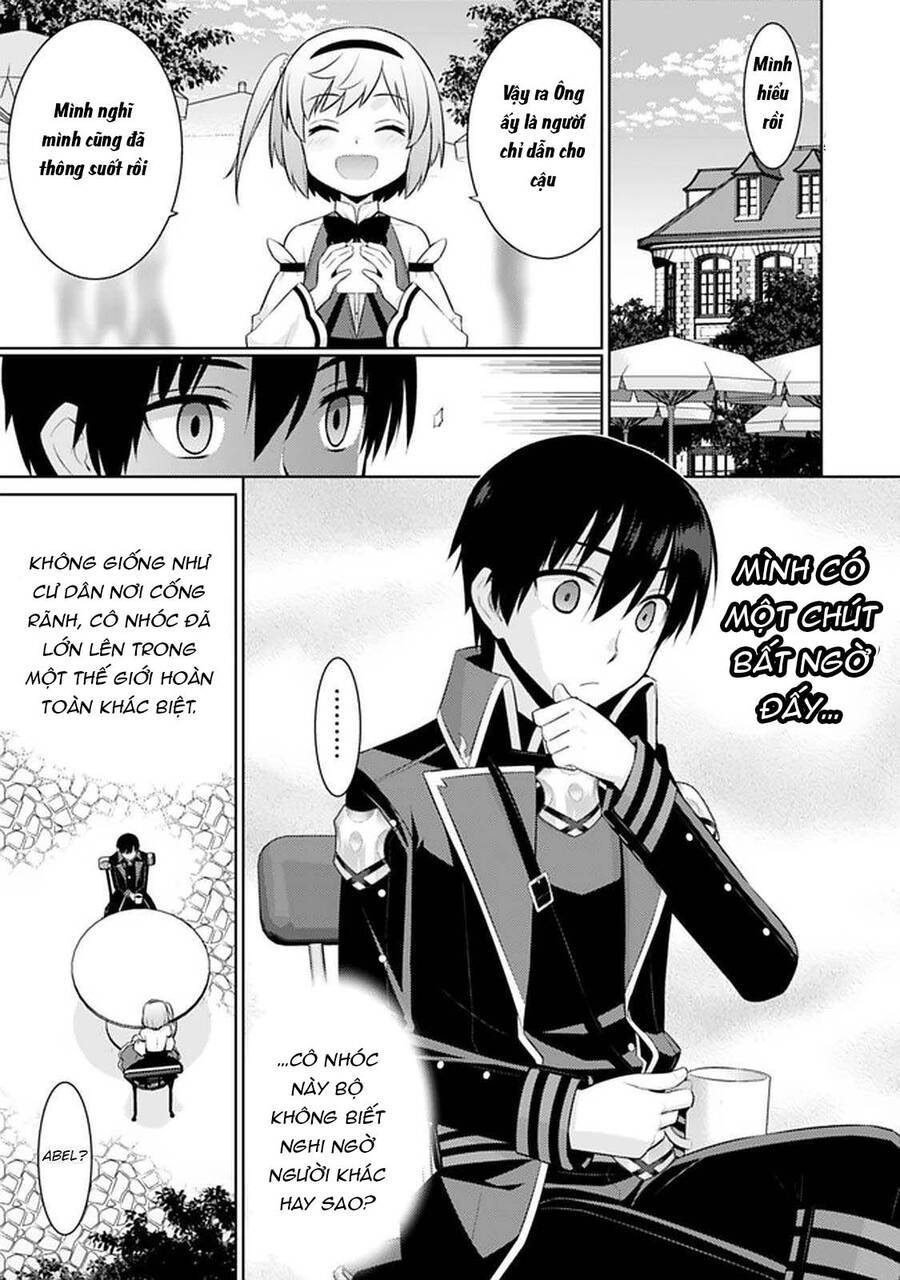 Mình
hiểu
rồi
Vậy ra Ông
ấy là người
chỉ dẫn cho
cậu
Mình nghĩ
mình cũng đã
thông suốt rồi
MÌNH CÓ
MỘT CHÚT
BẤT NGỜ
ĐẤY...
.........
...CÔ NHÓC
NÀY BỘ
KHÔNG BIẾT
NGHI NGỜ
NGƯỜI KHÁC
HAY SAO?
KHÔNG GIỐNG NHƯ
CƯ DÂN NƠI CỐNG
RÃNH, CÔ NHÓC ĐÃ
LỚN LÊN TRONG
MỘT THẾ GIỚI HOÀN
TOÀN KHÁC BIỆT.
ABEL?